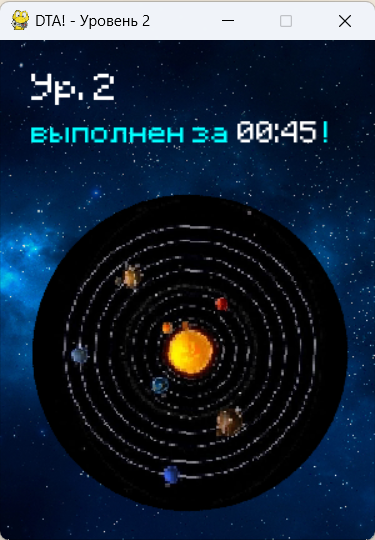 DTA! - Уровень 2
Ур. 2
выполнен за 00:45!